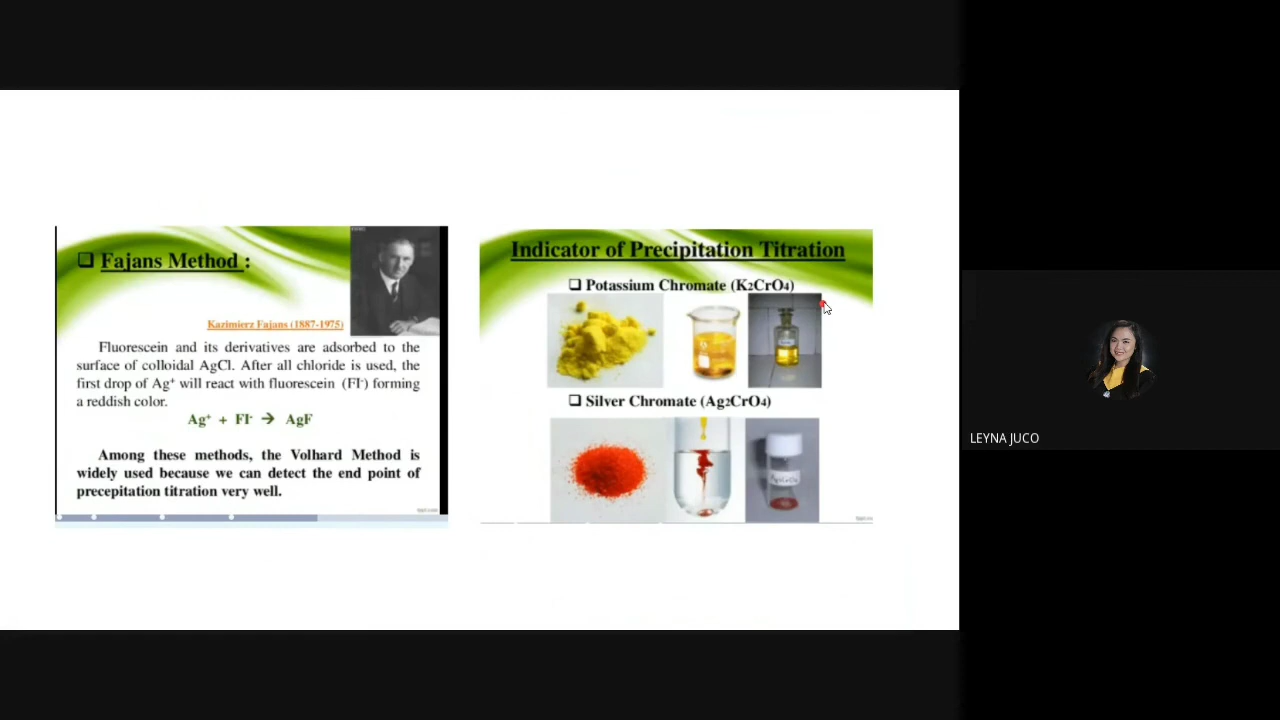 ❑ Fajans Method :
Kazimierz Fajans (1887-1975)
Fluorescein and its derivatives are adsorbed to the
surface of colloidal AgCl. After all chloride is used, the
first drop of Ag⁺ will react with fluorescein (FI⁻) forming
a reddish color.
Ag⁺ + FI⁻ → AgF
Among these methods, the Volhard Method is
widely used because we can detect the end point of
precepitation titration very well.
Indicator of Precipitation Titration
❑ Potassium Chromate (K2CrO4)
❑ Silver Chromate (Ag2CrO4)
LEYNA JUCO